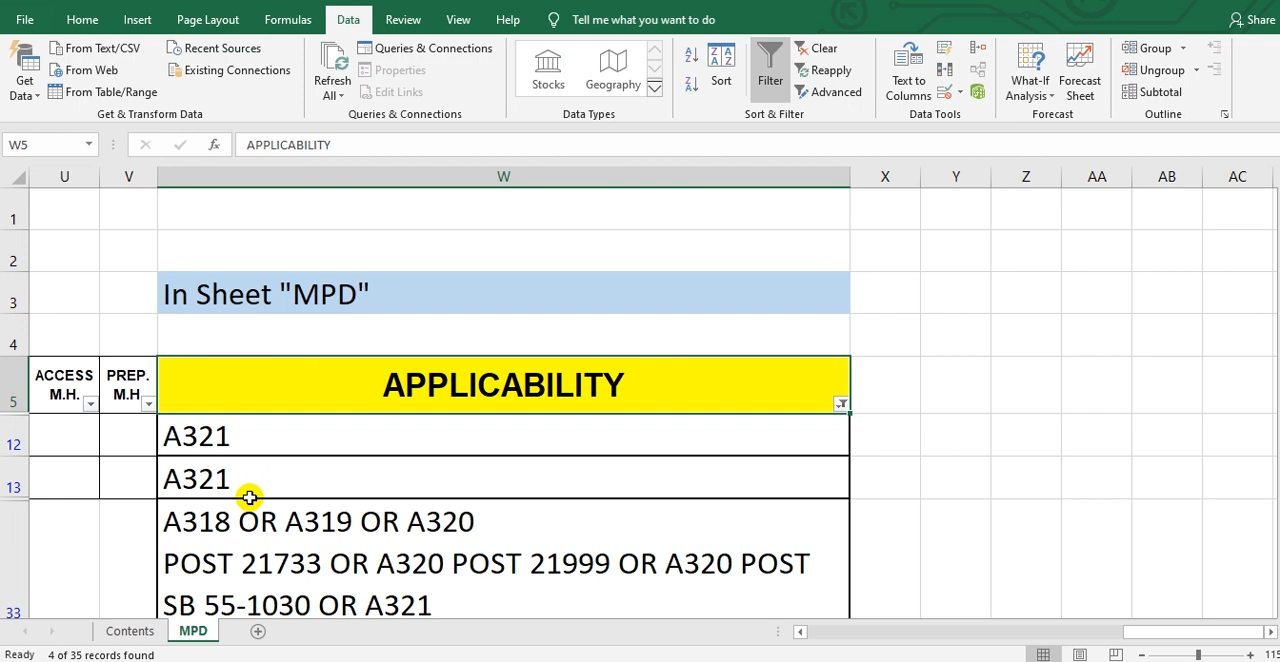 File Home Insert Page Layout Formulas Data Review View Help Tell me what you want to do Share
Get Data
From Text/CSV
From Web
From Table/Range
Recent Sources
Existing Connections
Get & Transform Data
Refresh All
Queries & Connections
Properties
Edit Links
Queries & Connections
Stocks
Geography
Data Types
Sort
Filter
Clear
Reapply
Advanced
Sort & Filter
Text to Columns
Data Tools
What-If Analysis
Forecast Sheet
Forecast
Group
Ungroup
Subtotal
Outline
W5 fx APPLICABILITY
U V W X Y Z AA AB AC
1
2
3 In Sheet "MPD"
4
5
ACCESS M.H.
PREP. M.H
APPLICABILITY
12 A321
13 A321
A318 OR A319 OR A320
POST 21733 OR A320 POST 21999 OR A320 POST
33 SB 55-1030 OR A321
Contents MPD
Ready 4 of 35 records found 115